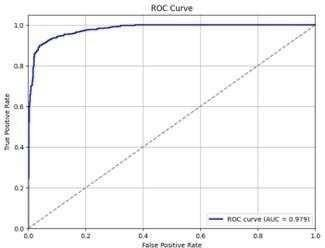 ROC Curve
1.0
0.8
0.6
0.4
0.2
0.0
True Positive Rate
ROC curve (AUC = 0.979)
0.0 0.2 0.4 0.6 0.8 1.0
False Positive Rate